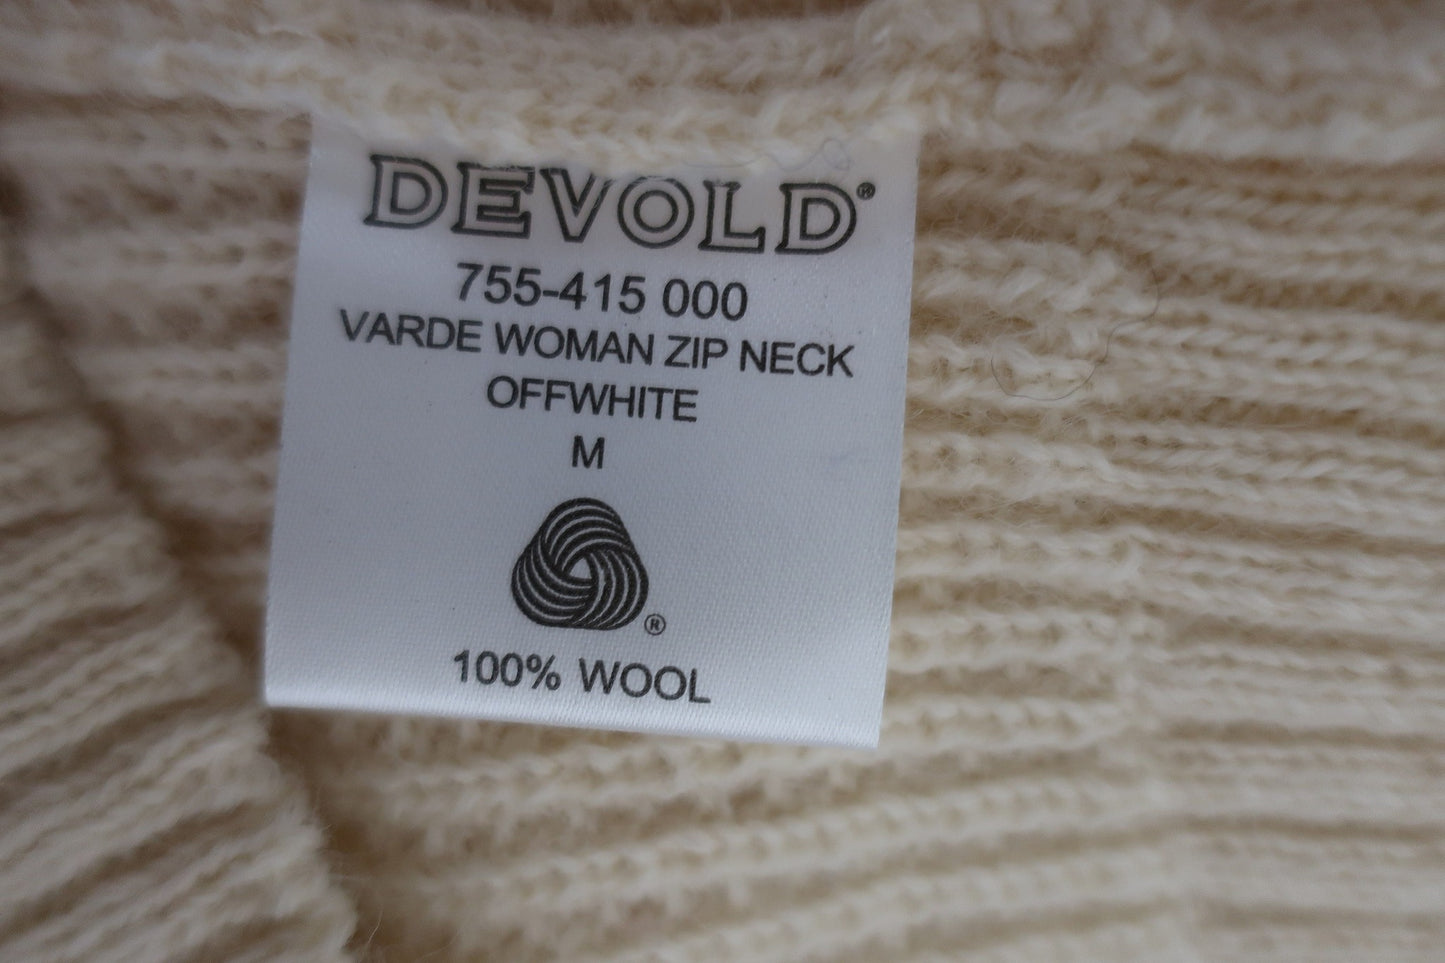 DEVOLD®
755-415 000
VARDE WOMAN ZIP NECK
OFFWHITE
M
®
100% WOOL